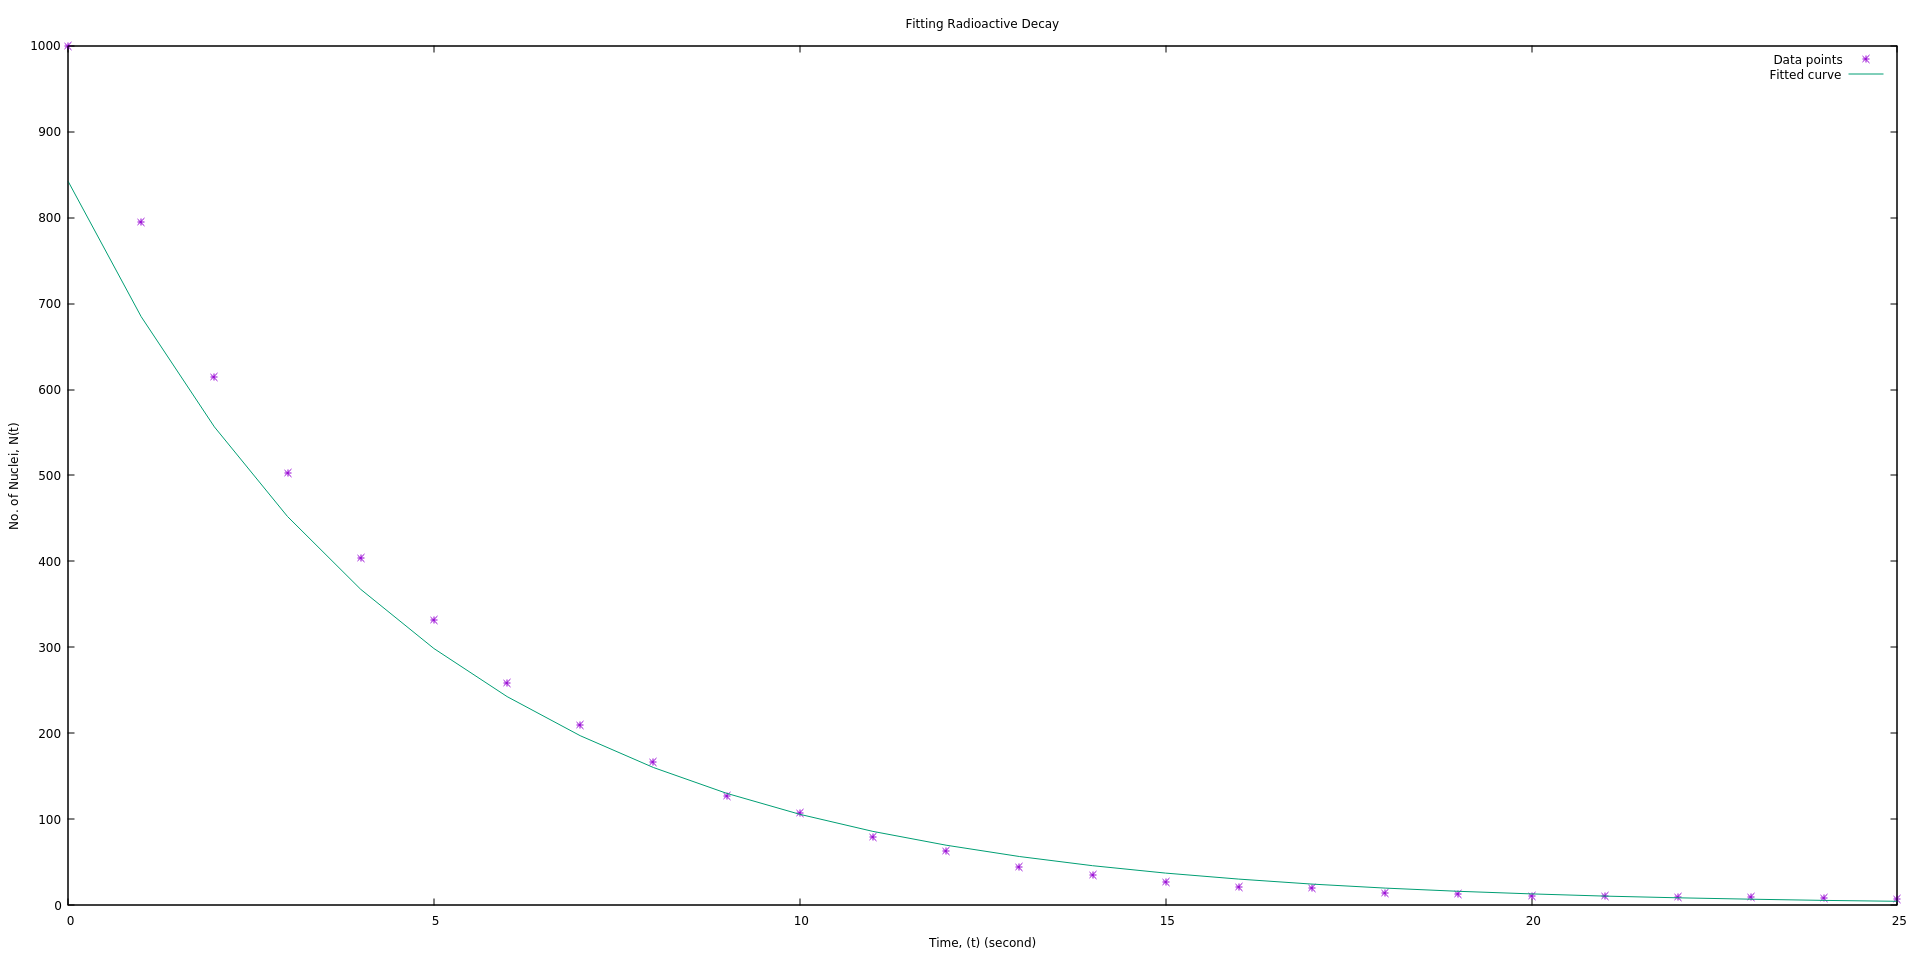 Fitting Radioactive Decay
Data points
Fitted curve
1000
900
800
700
600
500
400
300
200
100
0
No. of Nuclei, N(t)
0 5 10 15 20 25
Time, (t) (second)